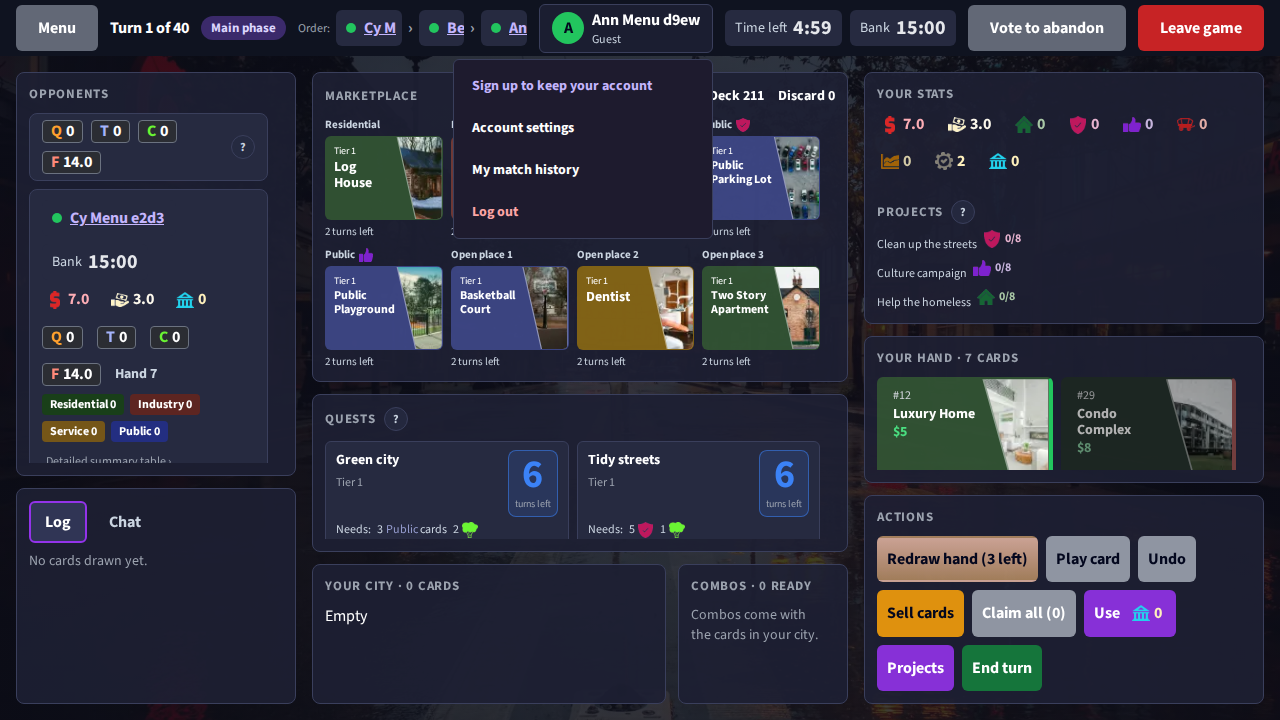 Menu
Turn 1 of 40
Main phase
Order:
Cy M
›
Be
›
An
A
Ann Menu d9ew
Guest
Time left 4:59
Bank 15:00
Vote to abandon
Leave game
Sign up to keep your account
Account settings
My match history
Log out
OPPONENTS
Q 0
T 0
C 0
F 14.0
?
Cy Menu e2d3
Bank 15:00
7.0
3.0
0
Q 0
T 0
C 0
F 14.0
Hand 7
Residential 0
Industry 0
Service 0
Public 0
Detailed summary table ›
Log
Chat
No cards drawn yet.
MARKETPLACE
Deck 211
Discard 0
Residential
Tier 1
Log
House
2 turns left
Tier 1
Public
Parking Lot
turns left
Public
Tier 1
Public
Playground
2 turns left
Open place 1
Tier 1
Basketball
Court
2 turns left
Open place 2
Tier 1
Dentist
2 turns left
Open place 3
Tier 1
Two Story
Apartment
2 turns left
QUESTS
?
Green city
Tier 1
6
turns left
Needs: 3 Public cards 2
Tidy streets
Tier 1
6
turns left
Needs: 5 1
YOUR CITY · 0 CARDS
Empty
COMBOS · 0 READY
Combos come with
the cards in your city.
YOUR STATS
7.0
3.0
0
0
0
0
0
2
0
PROJECTS
?
Clean up the streets 0/8
Culture campaign 0/8
Help the homeless 0/8
YOUR HAND · 7 CARDS
#12
Luxury Home
$5
#29
Condo
Complex
$8
ACTIONS
Redraw hand (3 left)
Play card
Undo
Sell cards
Claim all (0)
Use 0
Projects
End turn